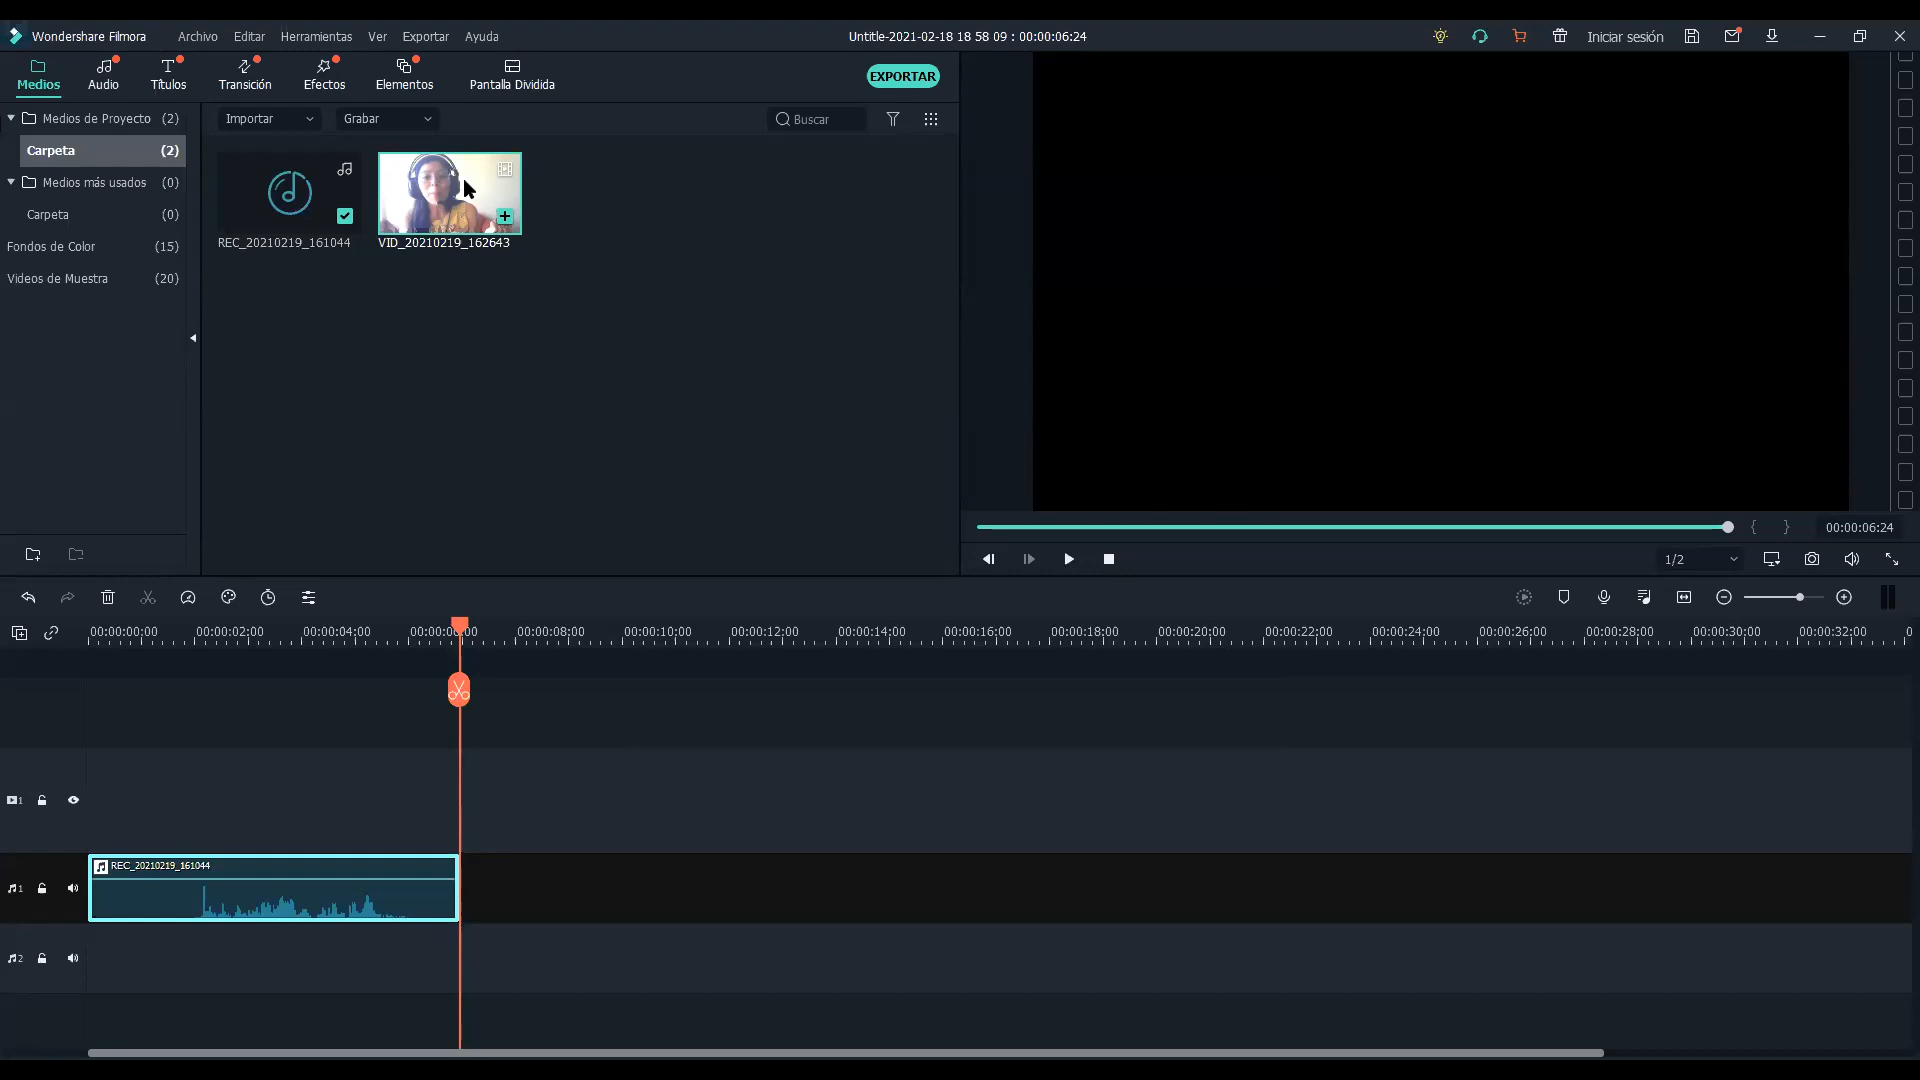 Wondershare Filmora Archivo Editar Herramientas Ver Exportar Ayuda Untitle-2021-02-18 18 58 09 : 00:00:06:24 Iniciar sesión
Medios Audio Títulos Transición Efectos Elementos Pantalla Dividida EXPORTAR
Medios de Proyecto (2) Importar Grabar Buscar
Carpeta (2)
Medios más usados (0)
Carpeta (0)
REC_20210219_161044 VID_20210219_162643
Fondos de Color (15)
Videos de Muestra (20)
00:00:06:24
1/2
00:00:00:00 00:00:02:00 00:00:04:00 00:00:06:00 00:00:08:00 00:00:10:00 00:00:12:00 00:00:14:00 00:00:16:00 00:00:18:00 00:00:20:00 00:00:22:00 00:00:24:00 00:00:26:00 00:00:28:00 00:00:30:00 00:00:32:00 0
1
REC_20210219_161044
1
2